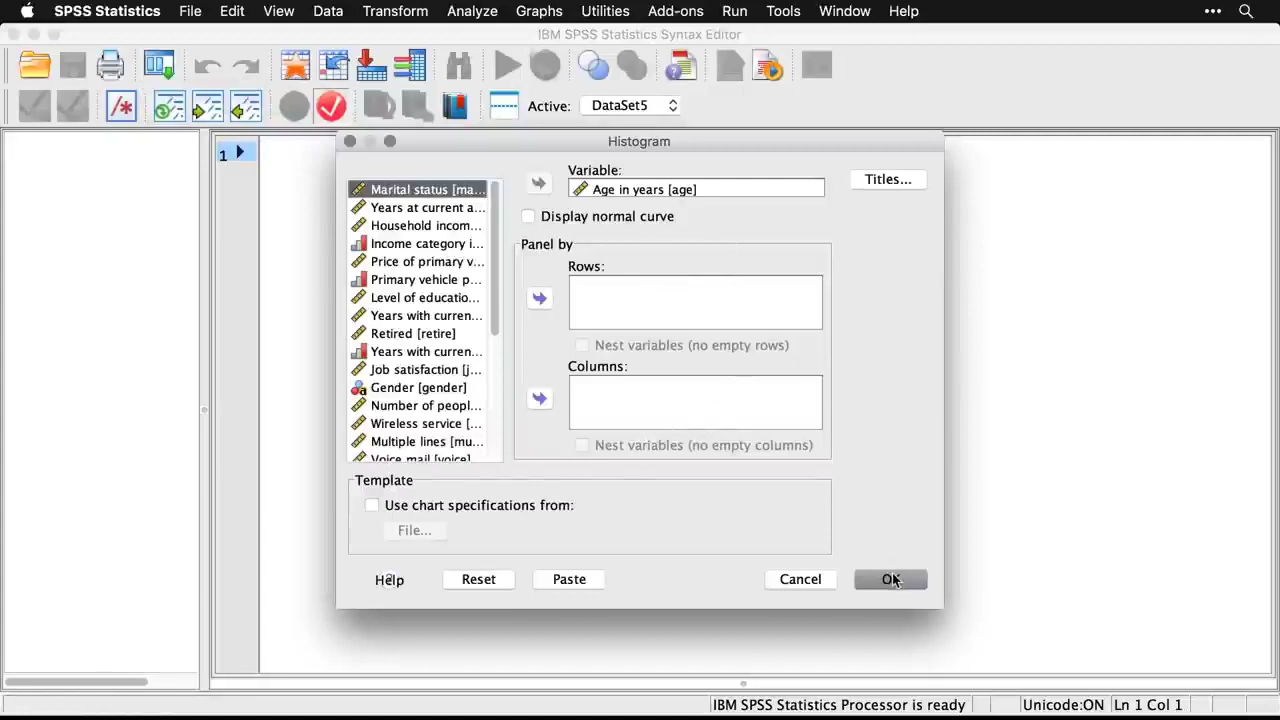 SPSS Statistics File Edit View Data Transform Analyze Graphs Utilities Add-ons Run Tools Window Help
IBM SPSS Statistics Syntax Editor
Active: DataSet5
1
Histogram
Variable:
Age in years [age]
Titles...
Display normal curve
Panel by
Rows:
Nest variables (no empty rows)
Columns:
Nest variables (no empty columns)
Marital status [ma...
Years at current a...
Household incom...
Income category i...
Price of primary v...
Primary vehicle p...
Level of educatio...
Years with curren...
Retired [retire]
Years with curren...
Job satisfaction [j...
Gender [gender]
Number of peopl...
Wireless service [...
Multiple lines [mu...
Voice mail [voice]
Template
Use chart specifications from:
File...
Help Reset Paste Cancel OK
IBM SPSS Statistics Processor is ready Unicode:ON Ln 1 Col 1